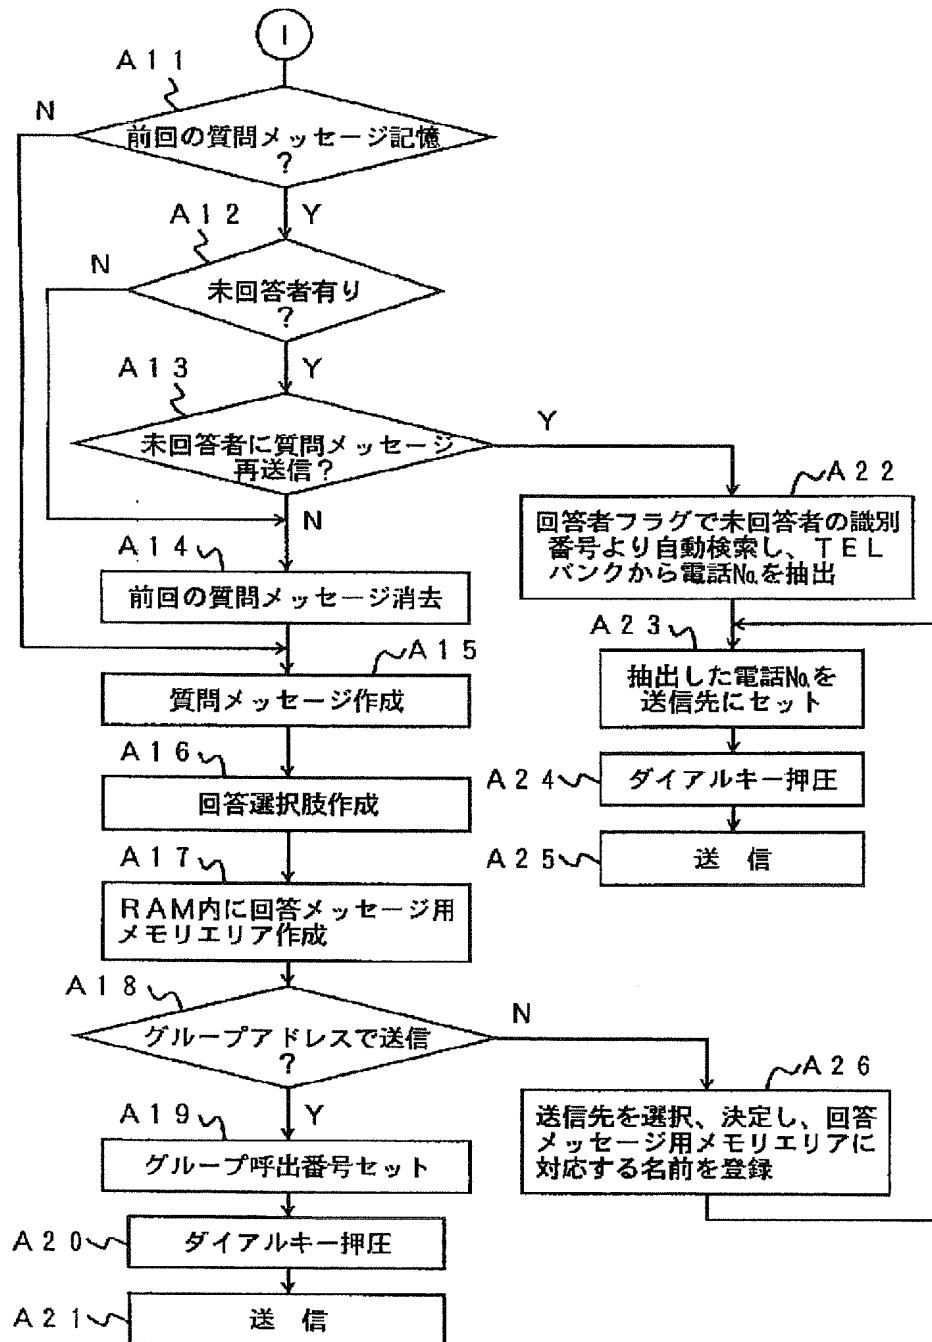 1
A11
N
前回の質問メッセージ記憶
?
Y
A12
N
未回答者有り
?
Y
A13
Y
未回答者に質問メッセージ
再送信?
N
A22
回答者フラグで未回答者の識別
番号より自動検索し、TEL
バンクから電話No.を抽出
A14
前回の質問メッセージ消去
A23
抽出した電話No.を
送信先にセット
A15
質問メッセージ作成
A16
回答選択肢作成
A24
ダイアルキー押圧
A25
送 信
A17
RAM内に回答メッセージ用
メモリエリア作成
A18
N
グループアドレスで送信
?
Y
A26
送信先を選択、決定し、回答
メッセージ用メモリエリアに
対応する名前を登録
A19
グループ呼出番号セット
A20
ダイアルキー押圧
A21
送 信